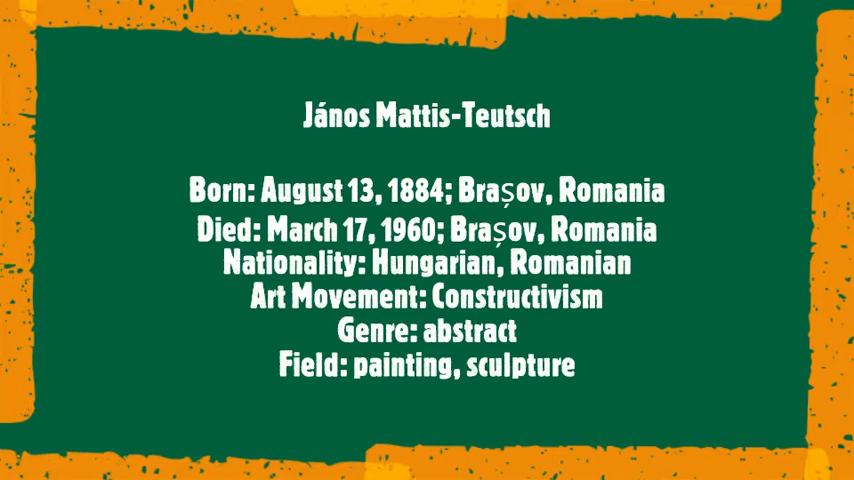 János Mattis-Teutsch
Born: August 13, 1884; Brașov, Romania
Died: March 17, 1960; Brașov, Romania
Nationality: Hungarian, Romanian
Art Movement: Constructivism
Genre: abstract
Field: painting, sculpture